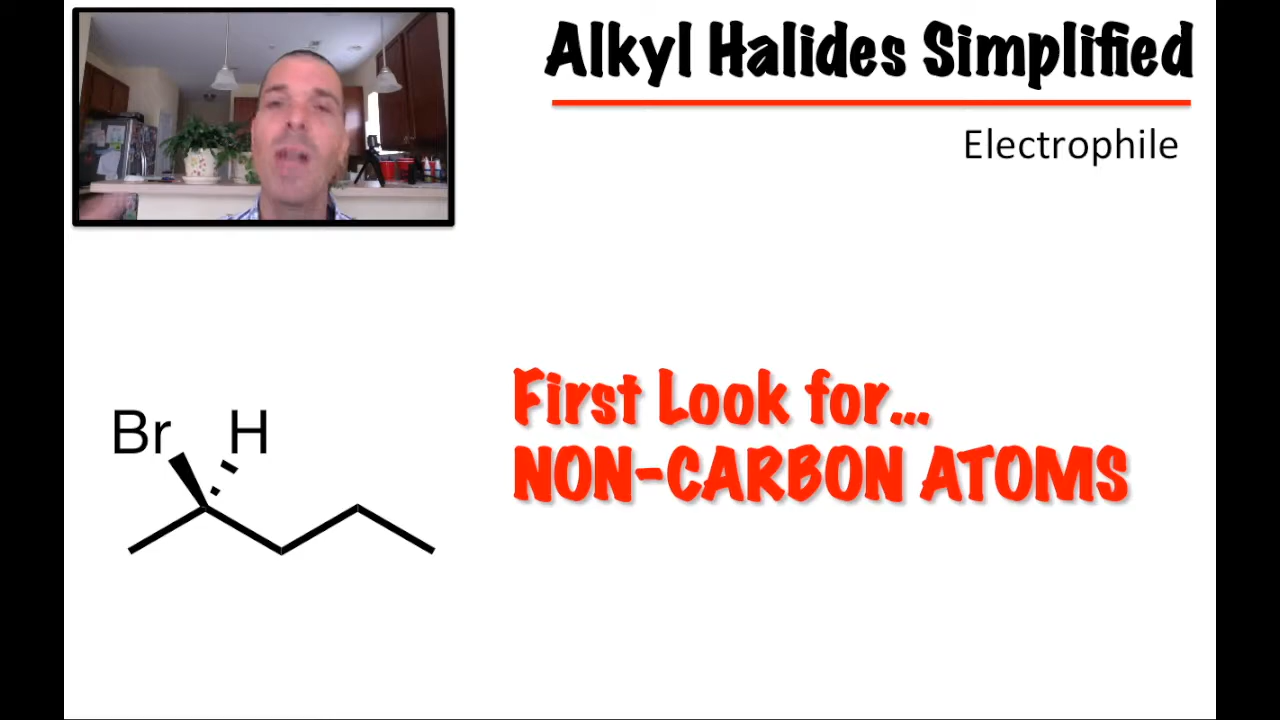 Alkyl Halides Simplified
Electrophile
First Look for...
NON-CARBON ATOMS
Br H